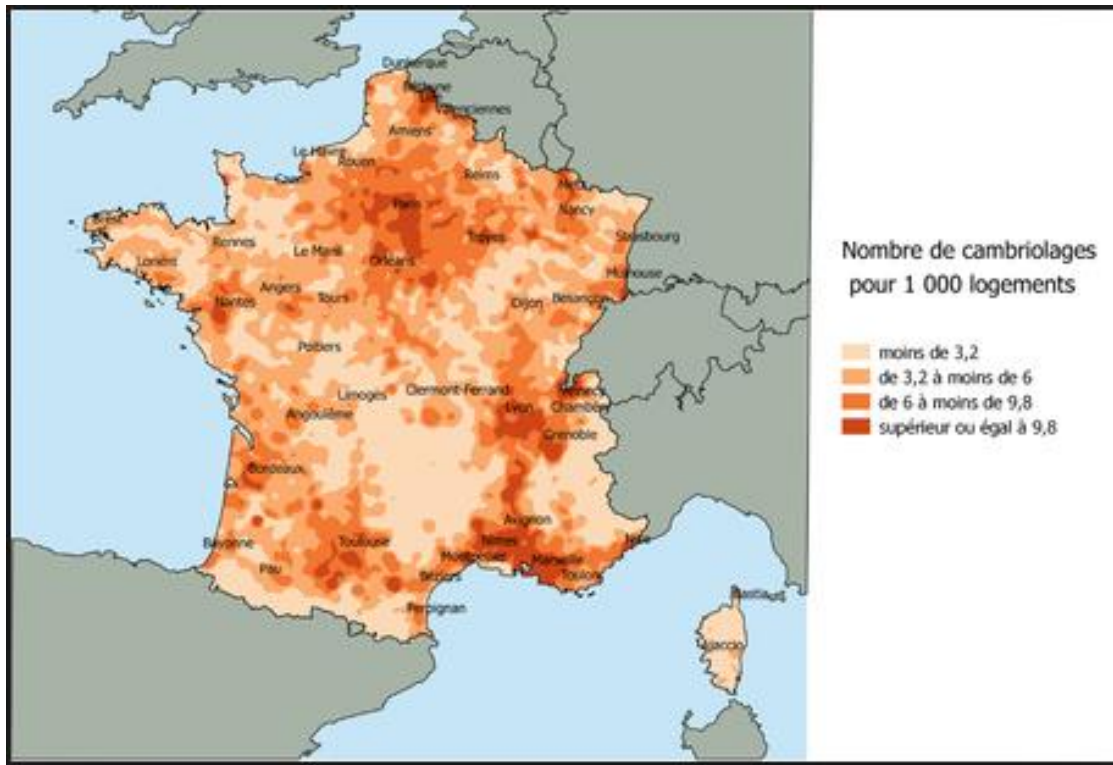 Dunkerque
Valenciennes
Amiens
Le Havre
Rouen
Reims
Metz
Paris
Nancy
Brest
Troyes
Strasbourg
Rennes
Le Mans
Lorient
Orléans
Mulhouse
Angers
Nantes
Tours
Dijon
Besançon
Poitiers
Clermont-Ferrand
Limoges
Annecy
Lyon
Chambéry
Angoulême
Grenoble
Bordeaux
Avignon
Bayonne
Toulouse
Nîmes
Nice
Montpellier
Marseille
Pau
Béziers
Toulon
Perpignan
Bastia
Ajaccio
Nombre de cambriolages
pour 1 000 logements
moins de 3,2
de 3,2 à moins de 6
de 6 à moins de 9,8
supérieur ou égal à 9,8